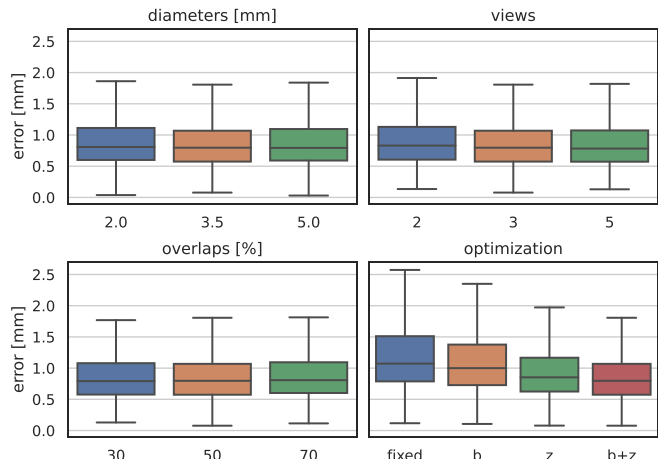 diameters [mm]
views
error [mm]
2.5
2.0
1.5
1.0
0.5
0.0
2.0 3.5 5.0
2 3 5
overlaps [%]
optimization
error [mm]
2.5
2.0
1.5
1.0
0.5
0.0
30 50 70
fixed b z b+z